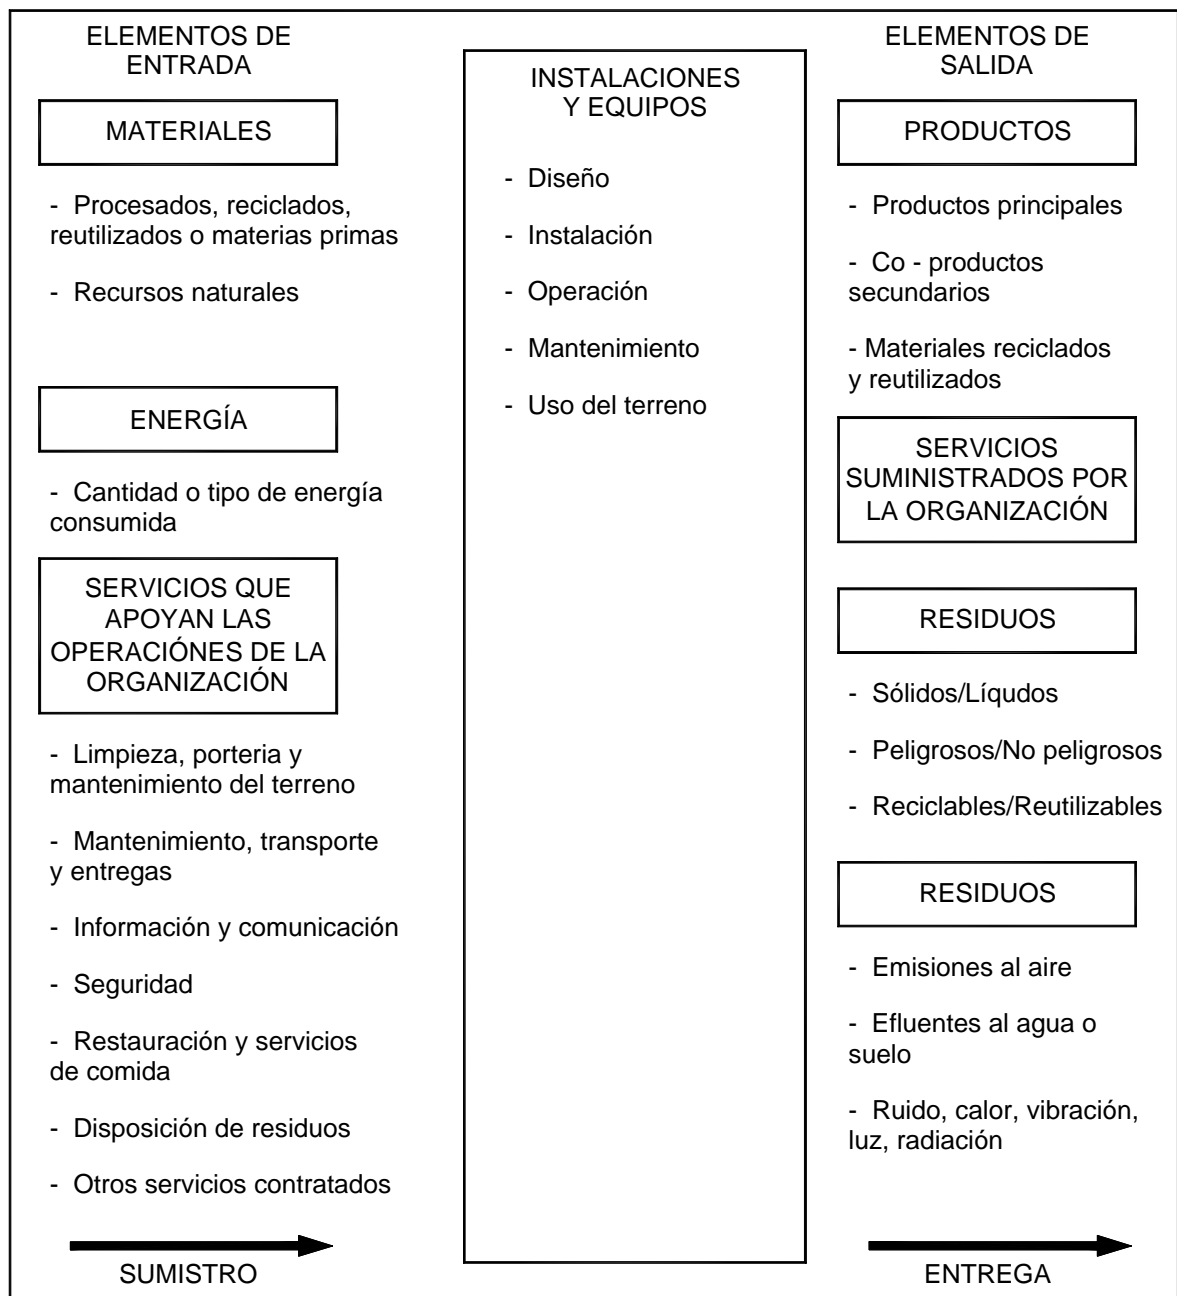 ELEMENTOS DE
ENTRADA
MATERIALES
- Procesados, reciclados,
reutilizados o materias primas
- Recursos naturales
ENERGÍA
- Cantidad o tipo de energía
consumida
SERVICIOS QUE
APOYAN LAS
OPERACIÓNES DE LA
ORGANIZACIÓN
- Limpieza, porteria y
mantenimiento del terreno
- Mantenimiento, transporte
y entregas
- Información y comunicación
- Seguridad
- Restauración y servicios
de comida
- Disposición de residuos
- Otros servicios contratados
SUMISTRO
INSTALACIONES
Y EQUIPOS
- Diseño
- Instalación
- Operación
- Mantenimiento
- Uso del terreno
ELEMENTOS DE
SALIDA
PRODUCTOS
- Productos principales
- Co - productos
secundarios
- Materiales reciclados
y reutilizados
SERVICIOS
SUMINISTRADOS POR
LA ORGANIZACIÓN
RESIDUOS
- Sólidos/Líqudos
- Peligrosos/No peligrosos
- Reciclables/Reutilizables
RESIDUOS
- Emisiones al aire
- Efluentes al agua o
suelo
- Ruido, calor, vibración,
luz, radiación
ENTREGA